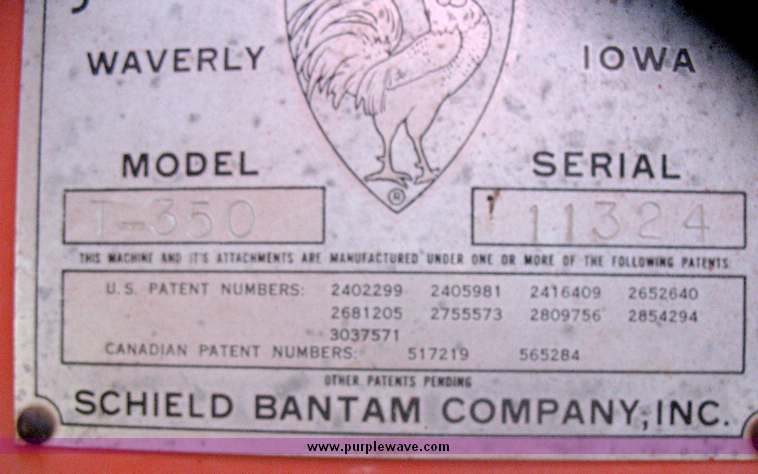 WAVERLY IOWA
®
MODEL SERIAL
T-350 11324
THIS MACHINE AND IT'S ATTACHMENTS ARE MANUFACTURED UNDER ONE OR MORE OF THE FOLLOWING PATENTS
U.S. PATENT NUMBERS: 2402299 2405981 2416409 2652640
2681205 2755573 2809756 2854294
3037571
CANADIAN PATENT NUMBERS: 517219 565284
OTHER PATENTS PENDING
SCHIELD BANTAM COMPANY, INC.
www.purplewave.com